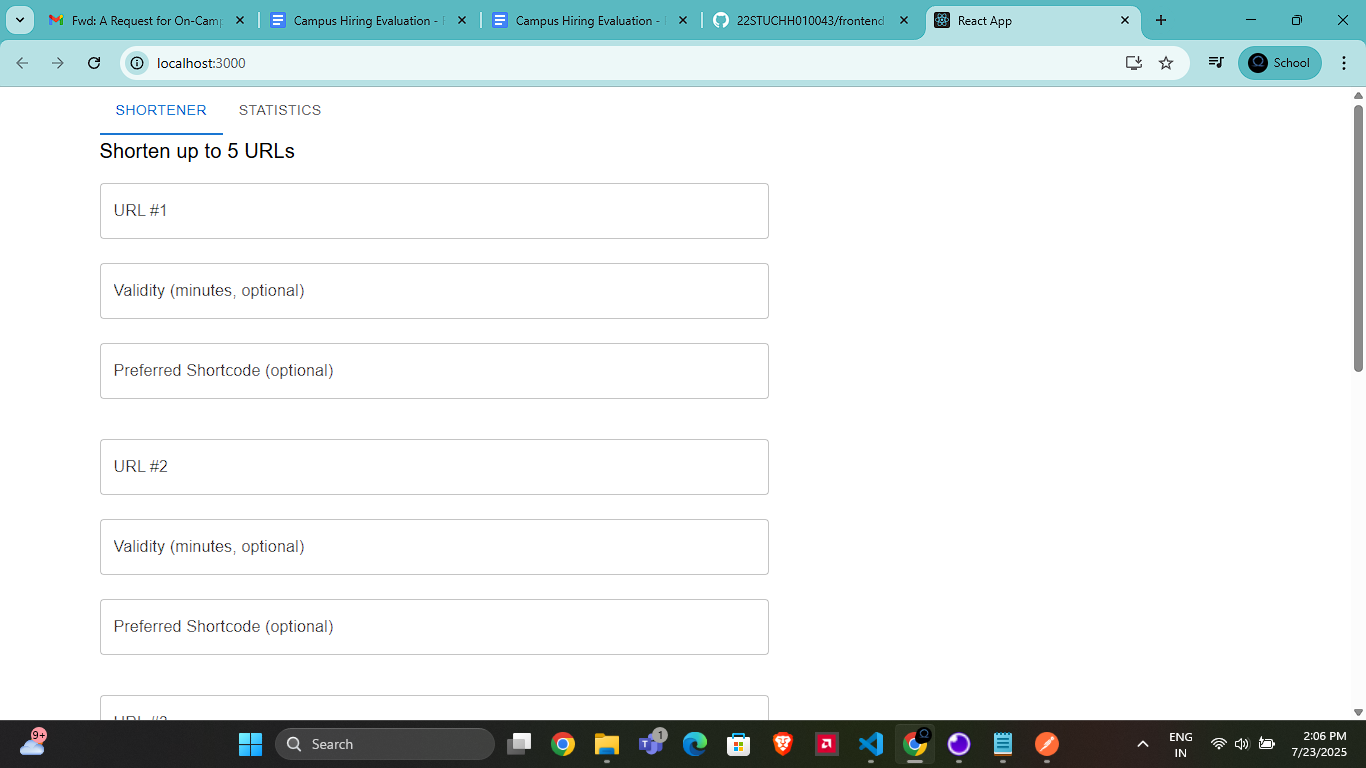 Fwd: A Request for On-Camp
Campus Hiring Evaluation -
Campus Hiring Evaluation -
22STUCHH010043/frontend
React App
localhost:3000
School
SHORTENER
STATISTICS
Shorten up to 5 URLs
URL #1
Validity (minutes, optional)
Preferred Shortcode (optional)
URL #2
Validity (minutes, optional)
Preferred Shortcode (optional)
URL #3
9+
Search
1
ENG
IN
2:06 PM
7/23/2025